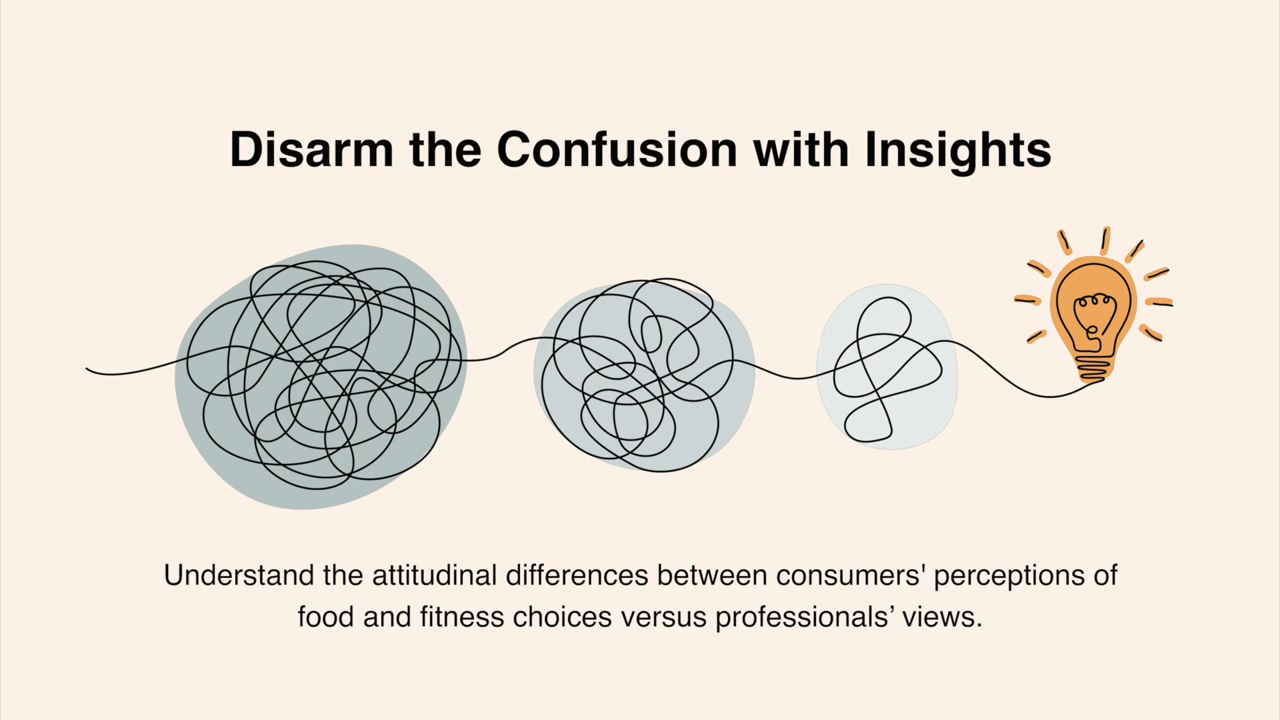 Disarm the Confusion with Insights
Understand the attitudinal differences between consumers' perceptions of
food and fitness choices versus professionals’ views.